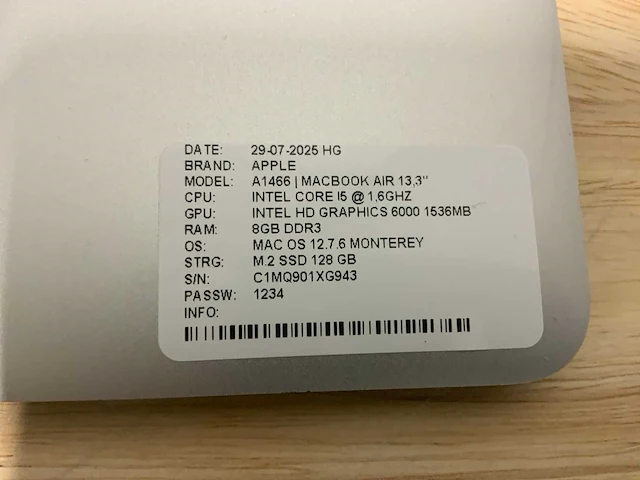 DATE: 29-07-2025 HG
BRAND: APPLE
MODEL: A1466 | MACBOOK AIR 13,3"
CPU: INTEL CORE I5 @ 1,6GHZ
GPU: INTEL HD GRAPHICS 6000 1536MB
RAM: 8GB DDR3
OS: MAC OS 12.7.6 MONTEREY
STRG: M.2 SSD 128 GB
S/N: C1MQ901XG943
PASSW: 1234
INFO: